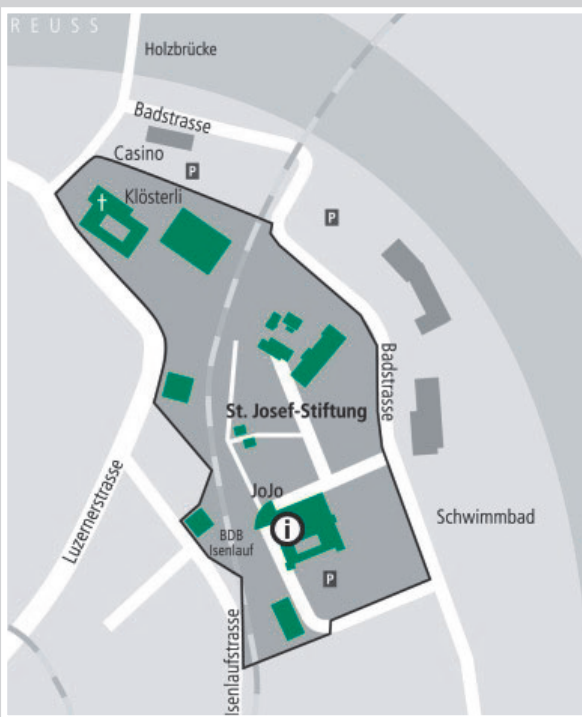 REUSS
Holzbrücke
Badstrasse
Casino
P
Klösterli
P
Badstrasse
St. Josef-Stiftung
Luzernerstrasse
JoJo
i
Schwimmbad
BDB
Isenlauf
P
Isenlaufstrasse